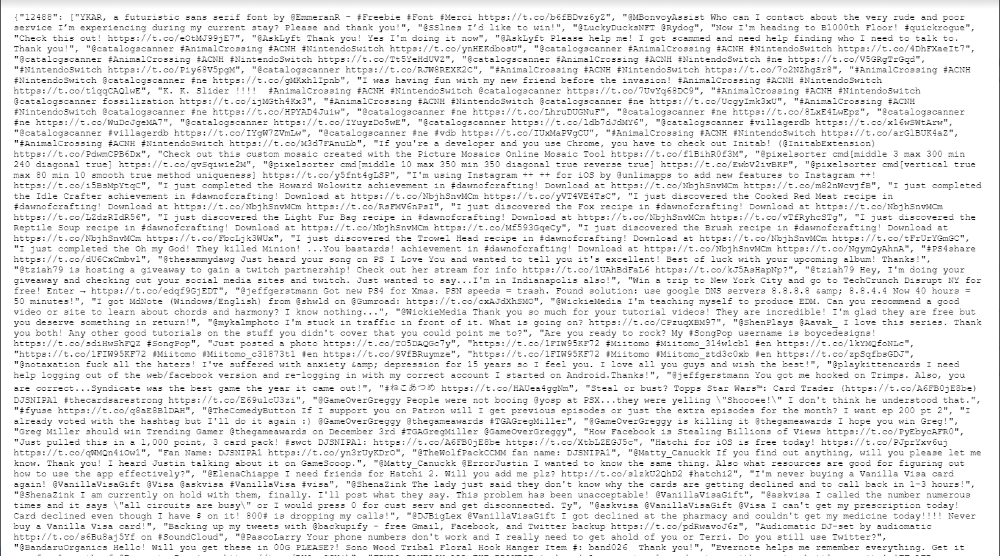 {"12488": ["YKAR, a futuristic sans serif font by @EmmeranR – #Freebie #Font #Merci https://t.co/b6fBDvz6yZ", "@MBonvoyAssist Who can I contact about the very rude and poor
service I’m experiencing during my current stay? Please and thank you!", "@SSlnes I’d like to win!", "@LuckyDucksNFT @Rydog", "Now I'm heading to B1000th Floor! #quickrogue",
"Check this out! https://t.co/eOtMJ99jE7", "@AskLyft Thank you! Yes I'm doing it now", "@AskLyft Please help me! I got scammed and need help finding who I need to talk to.
Thank you!", "@catalogscanner #AnimalCrossing #ACNH #NintendoSwitch https://t.co/ynHEKdbosU", "@catalogscanner #AnimalCrossing #ACNH #NintendoSwitch https://t.co/4DhFXaeIt7",
"@catalogscanner #AnimalCrossing #ACNH #NintendoSwitch https://t.co/Tt5YeHdUVZ", "@catalogscanner #AnimalCrossing #ACNH #NintendoSwitch #ne https://t.co/V5GRgTrGqd",
"#NintendoSwitch https://t.co/Piy68V5pgM", "@catalogscanner https://t.co/RJW8REXK2C", "#AnimalCrossing #ACNH #NintendoSwitch https://t.co/7o2NZhgSr8", "#AnimalCrossing #ACNH
#NintendoSwitch @catalogscanner #ne https://t.co/gMKxhlIpnb", "I was having fun with my new friend before the invasion! #AnimalCrossing #ACNH #NintendoSwitch
https://t.co/tlqqCAQlwE", "K. K. Slider !!!!  #AnimalCrossing #ACNH #NintendoSwitch @catalogscanner https://t.co/7UvYq68DC9", "#AnimalCrossing #ACNH #NintendoSwitch
@catalogscanner fossilization https://t.co/ijMGth4Kx3", "#AnimalCrossing #ACNH #NintendoSwitch @catalogscanner #ne https://t.co/UcgyImk3xU", "#AnimalCrossing #ACNH
#NintendoSwitch @catalogscanner #ne https://t.co/HPYAD4Juiw", "@catalogscanner #ne https://t.co/LhruDUGNuF", "@catalogscanner #ne https://t.co/8LxE4LwEpz", "@catalogscanner
#ne https://t.co/WuDcJgeMA7", "@catalogscanner https://t.co/IYuyzDo5wE", "@catalogscanner https://t.co/ldb7dJdMY6", "@catalogscanner #villagerdb https://t.co/xl6wSWtArw",
"@catalogscanner #villagerdb https://t.co/IYgW7ZVmLw", "@catalogscanner #ne #vdb https://t.co/IUxMaPVgCU", "#AnimalCrossing #ACNH #NintendoSwitch https://t.co/arGlBUK4aZ",
"#AnimalCrossing #ACNH #NintendoSwitch https://t.co/M3d7FAnuLb", "If you're a developer and you use Chrome, you have to check out Initab! (@InitabExtension)
https://t.co/PdwmCPB6Dx", "Check out this custom mosaic created with the Picture Mosaics Online Mosaic Tool https://t.co/flBihR0f3M", "@pixelsorter cmd[middle 3 max 300 min
240 diagonal true] https://t.co/qvSqiwie2M", "@pixelsorter cmd[middle 10 max 350 min 350 diagonal true reverse true] https://t.co/EwbV2ivBKP", "@pixelsorter cmd[vertical true
max 80 min 10 smooth true method uniqueness] https://t.co/y5fnt4gLSP", "I'm using Instagram ++ ++ for iOS by @unlimapps to add new features to Instagram ++!
https://t.co/i5BsMpYtqC", "I just completed the Howard Wolowitz achievement in #dawnofcrafting! Download at https://t.co/NbjhSnvMCm https://t.co/m82nWcvjfB", "I just completed
the Idle Crafter achievement in #dawnofcrafting! Download at https://t.co/NbjhSnvMCm https://t.co/yVT4VE4TsC", "I just discovered the Cooked Red Meat recipe in
#dawnofcrafting! Download at https://t.co/NbjhSnvMCm https://t.co/RsFMV6nPsI", "I just discovered the Fox recipe in #dawnofcrafting! Download at https://t.co/NbjhSnvMCm
https://t.co/LZdzRIdR56", "I just discovered the Light Fur Bag recipe in #dawnofcrafting! Download at https://t.co/NbjhSnvMCm https://t.co/vTfRyhcSTg", "I just discovered the
Reptile Soup recipe in #dawnofcrafting! Download at https://t.co/NbjhSnvMCm https://t.co/Mf593GqeCy", "I just discovered the Brush recipe in #dawnofcrafting! Download at
https://t.co/NbjhSnvMCm https://t.co/FbcLjk3WUx", "I just discovered the Trowel Head recipe in #dawnofcrafting! Download at https://t.co/NbjhSnvMCm https://t.co/tFrUrYGmGC",
"I just completed the Oh my God! They killed Minion! ...You bastards! achievement in #dawnofcrafting! Download at https://t.co/NbjhSnvMCm https://t.co/NgymQyAhnA", "#PS4share
https://t.co/dU6CxCmbvl", "@thesammydawg Just heard your song on PS I Love You and wanted to tell you it's excellent! Best of luck with your upcoming album! Thanks!",
"@tziah79 is hosting a giveaway to gain a twitch partnership! Check out her stream for info https://t.co/lUAhBdFaL6 https://t.co/kJ5AsHapNp?", "@tziah79 Hey, I'm doing your
giveaway and checking out your social media sites and twitch. Just wanted to say...I'm in Indianapolis also!", "Win a trip to New York City and go to TechCrunch Disrupt NY for
free! Enter → https://t.co/edqf9GjEDT", "@jeffgerstmann Got new PS4 for Xmas. PSN speeds = trash. Found solution: use google DNS servers 8.8.8.8 &amp; 8.8.4.4 Now 40 hours =
50 minutes!", "I got MdNote (Windows/English) from @shwld on @Gumroad: https://t.co/cxAJdXhSMO", "@WickieMedia I'm teaching myself to produce EDM. Can you recommend a good
video or site to learn about chords and harmony? I know nothing...", "@WickieMedia Thank you so much for your tutorial videos! They are incredible! I'm glad they are free but
you deserve something in return!", "@mykalmphoto I'm stuck in traffic in front of it. What is going on? https://t.co/CPzuqXBM97", "@ShenPlays @Aavak_ I love this series. Thank
you both! Any other good tutorials on the stuff you didn't cover that you could point me to?", "Are you ready to rock? My #SongPop username is boycedesigns!
https://t.co/sdiHwShFQZ #SongPop", "Just posted a photo https://t.co/TO5DAQGc7y", "https://t.co/1FIW95KF72 #Miitomo #Miitomo_314wlcbl #en https://t.co/lkYMQfoNLc",
"https://t.co/1FIW95KF72 #Miitomo #Miitomo_c31873tl #en https://t.co/9VfBRuymze", "https://t.co/1FIW95KF72 #Miitomo #Miitomo_ztd3c0xb #en https://t.co/zpSqfbsGDJ",
"@notaxation fuck all the haters! I've suffered with anxiety &amp; depression for 15 years so I feel you. I love all you guys and wish the best!", "@playkittencards I need
help logging out of the web/facebook version and re-logging in with my correct account I started on Android.Thanks!", "@jeffgerstmann You got me hooked on Trimps. Also, you
are correct...Syndicate was the best game the year it came out!", "#ねこあつめ https://t.co/HAUea4ggNm", "Steal or bust? Topps Star Wars™: Card Trader (https://t.co/A6FB0jE8be)
DJSNIPA1 #thecardsarestrong https://t.co/E69ulcU3zi", "@GameOverGreggy People were not booing @yosp at PSX...they were yelling \"Shoooee!\" I don't think he understood that.",
"#fyuse https://t.co/q8aE8BlDAH", "@TheComedyButton If I support you on Patron will I get previous episodes or just the extra episodes for the month? I want ep 200 pt 2", "I
already voted with the hashtag but I'll do it again :) @GameOverGreggy @thegameawards #TGAGregMiller", "@GameOverGreggy is killing it @thegameawards I hope you win Greg!",
"Greg Miller should win Trending Gamer @thegameawards on December 3rd #TGAGregMiller @GameOverGreggy", "How Facebook is Stealing Billions of Views https://t.co/PyEbycAFR0",
"Just pulled this in a 1,000 point, 3 card pack! #swct DJSNIPA1: https://t.co/A6FB0jE8be https://t.co/XtbLZEGJ5c", "Hatchi for iOS is free today! https://t.co/PJprYxv6uj
https://t.co/qWMQn4iOw1", "Fan Name: DJSNIPA1 https://t.co/yn3rUyKDrO", "@TheWolfPackCCMM fan name: DJSNIPA1", "@Matty_Canuckk If you find out anything, will you please let me
know. Thank you! I heard Justin talking about it on GameScoop.", "@Matty_Canuckk @ErrorJustin I wanted to know the same thing. Also what resources are good for figuring out
how to use the app effectively?", "@ElenaChiappe I need friends for Hatchi 2. Will you add me plz? http://t.co/slzkU2QhD2 #hatchi2", "I'm never buying a Vanilla Visa card
again! @VanillaVisaGift @Visa @askvisa #VanillaVisa #visa", "@ShenaZink The lady just said they don't know why the cards are getting declined and to call back in 1-3 hours!",
"@ShenaZink I am currently on hold with them, finally. I'll post what they say. This problem has been unacceptable! @VanillaVisaGift", "@askvisa I called the number numerous
times and it says \"all circuits are busy\" or I would press 0 for cust serv and get disconnected. Ty", "@askvisa @VanillaVisaGift @Visa I can't get my prescription today!
Card declined even though I have $ on it! 800# is dropping my calls!", "@DJBigLex @VanillaVisaGift I got declined at the pharmacy and couldn't get my medicine today!!!! Never
buy a Vanilla Visa card!", "Backing up my tweets with @backupify - free Gmail, Facebook, and Twitter backup https://t.co/pdRwavoJ6z", "Audiomatic DJ-set by audiomatic
http://t.co/s6Bu8aj5Yf on #SoundCloud", "@PascoLarry Your phone numbers don't work and I really need to get ahold of you or Terri. Do you still use Twitter?",
"@BandaruOrganics Hello! Will you get these in 00G PLEASE?! Sono Wood Tribal Floral Hook Hanger Item #: band026  Thank you!", "Evernote helps me remember everything. Get it